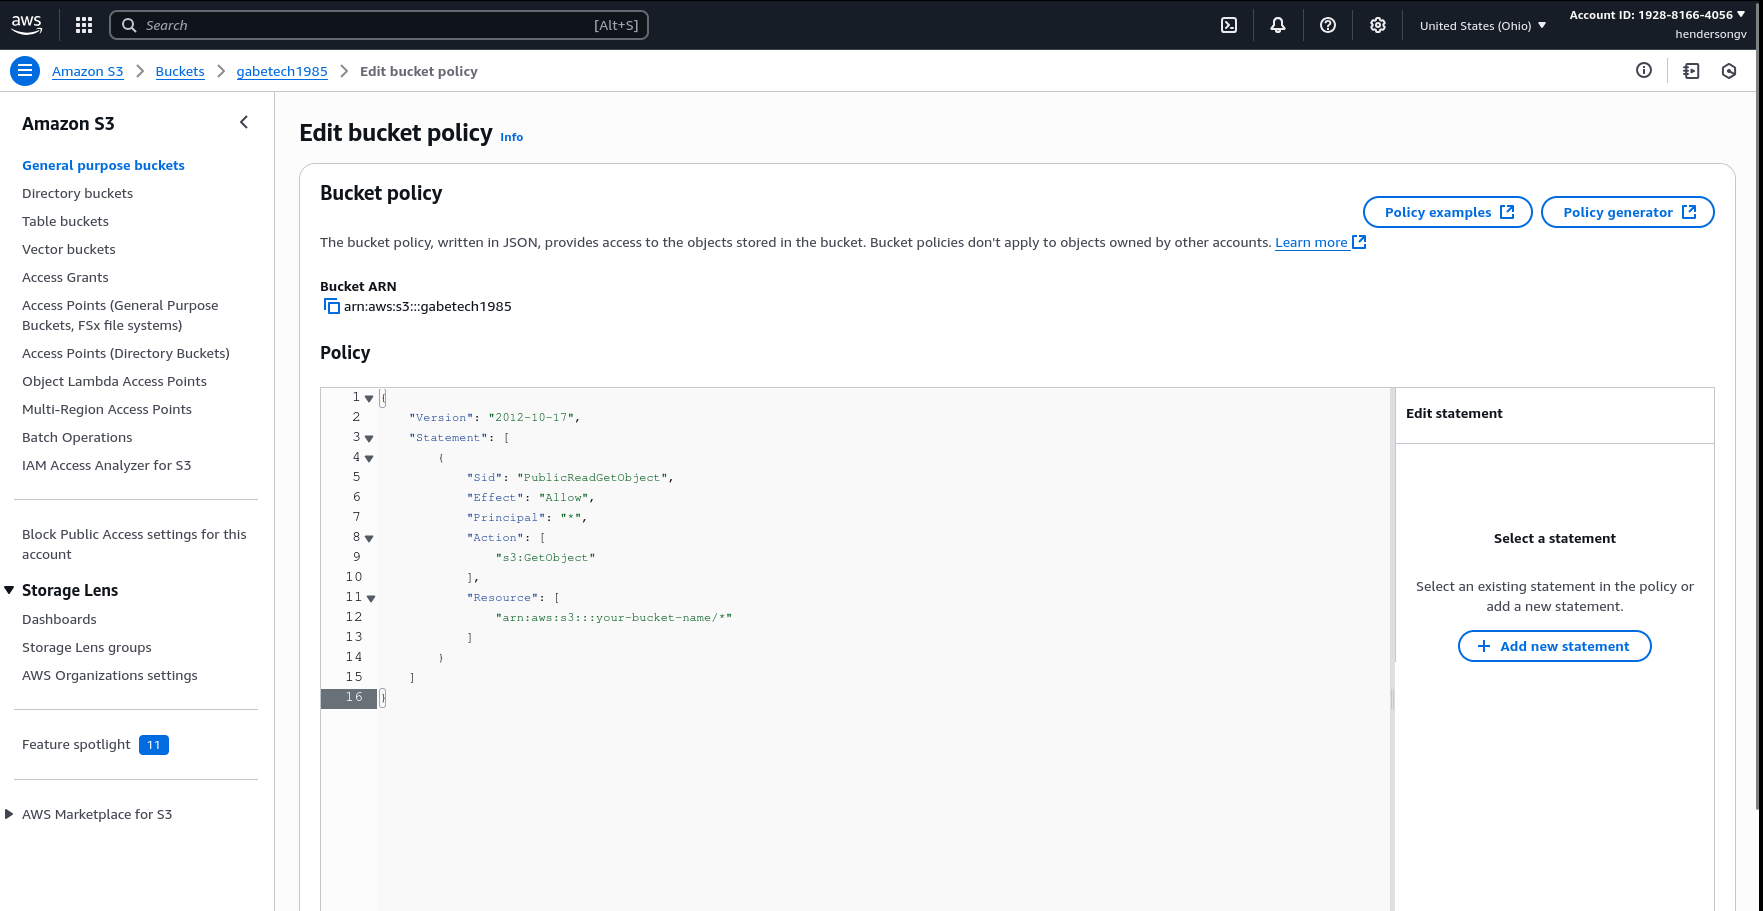 aws
Search [Alt+S]
United States (Ohio)
Account ID: 1928-8166-4056
hendersongv
Amazon S3 > Buckets > gabetech1985 > Edit bucket policy
Amazon S3
General purpose buckets
Directory buckets
Table buckets
Vector buckets
Access Grants
Access Points (General Purpose
Buckets, FSx file systems)
Access Points (Directory Buckets)
Object Lambda Access Points
Multi-Region Access Points
Batch Operations
IAM Access Analyzer for S3
Block Public Access settings for this
account
Storage Lens
Dashboards
Storage Lens groups
AWS Organizations settings
Feature spotlight 11
AWS Marketplace for S3
Edit bucket policy Info
Bucket policy
Policy examples
Policy generator
The bucket policy, written in JSON, provides access to the objects stored in the bucket. Bucket policies don't apply to objects owned by other accounts. Learn more
Bucket ARN
arn:aws:s3:::gabetech1985
Policy
1 {
2 "Version": "2012-10-17",
3 "Statement": [
4 {
5 "Sid": "PublicReadGetObject",
6 "Effect": "Allow",
7 "Principal": "*",
8 "Action": [
9 "s3:GetObject"
10 ],
11 "Resource": [
12 "arn:aws:s3:::your-bucket-name/*"
13 ]
14 }
15 ]
16 }
Edit statement
Select a statement
Select an existing statement in the policy or
add a new statement.
+ Add new statement